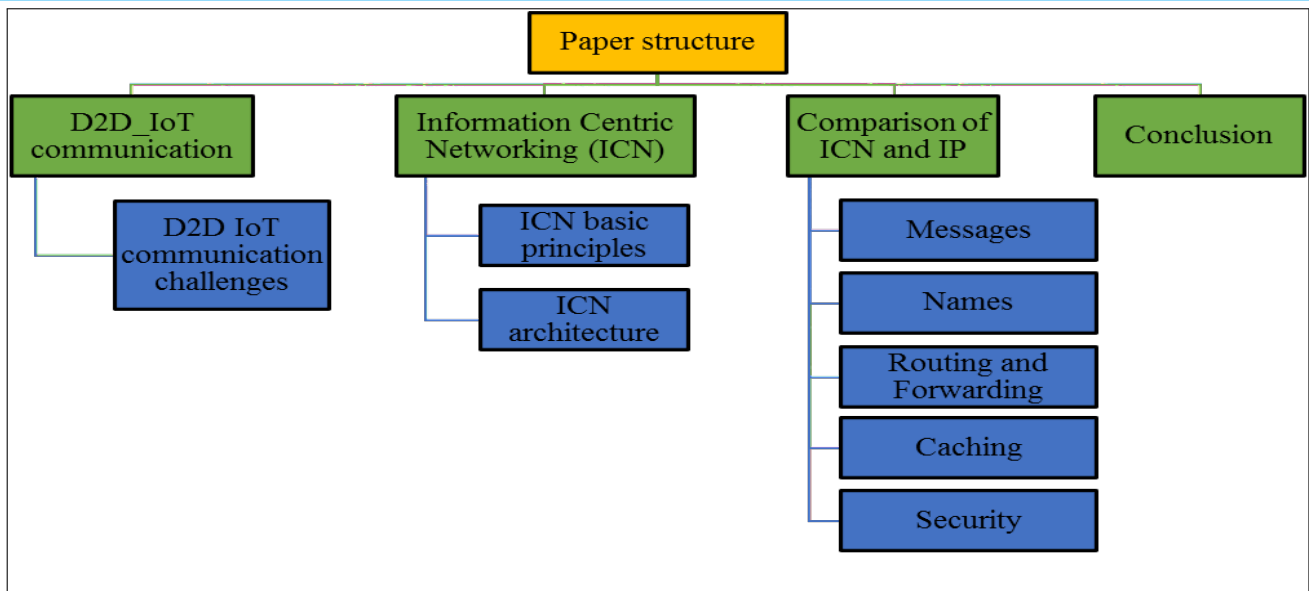 Paper structure
D2D_IoT
communication
D2D IoT
communication
challenges
Information Centric
Networking (ICN)
ICN basic
principles
ICN
architecture
Comparison of
ICN and IP
Messages
Names
Routing and
Forwarding
Caching
Security
Conclusion